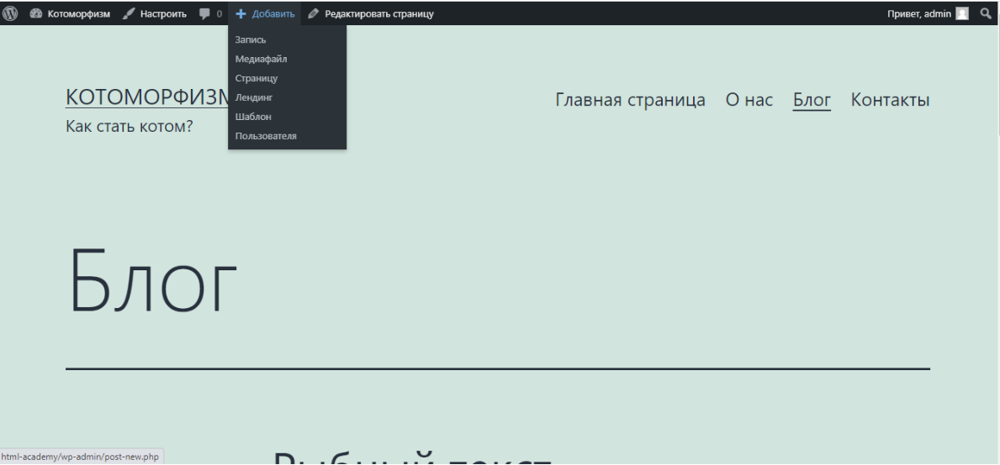 Котоморфизм Настроить 0 Добавить Редактировать страницу Привет, admin
Запись
Медиафайл
Страницу
Лендинг
Шаблон
Пользователя
КОТОМОРФИЗМ
Как стать котом?
Главная страница О нас Блог Контакты
Блог
Рыбный текст
html-academy/wp-admin/post-new.php